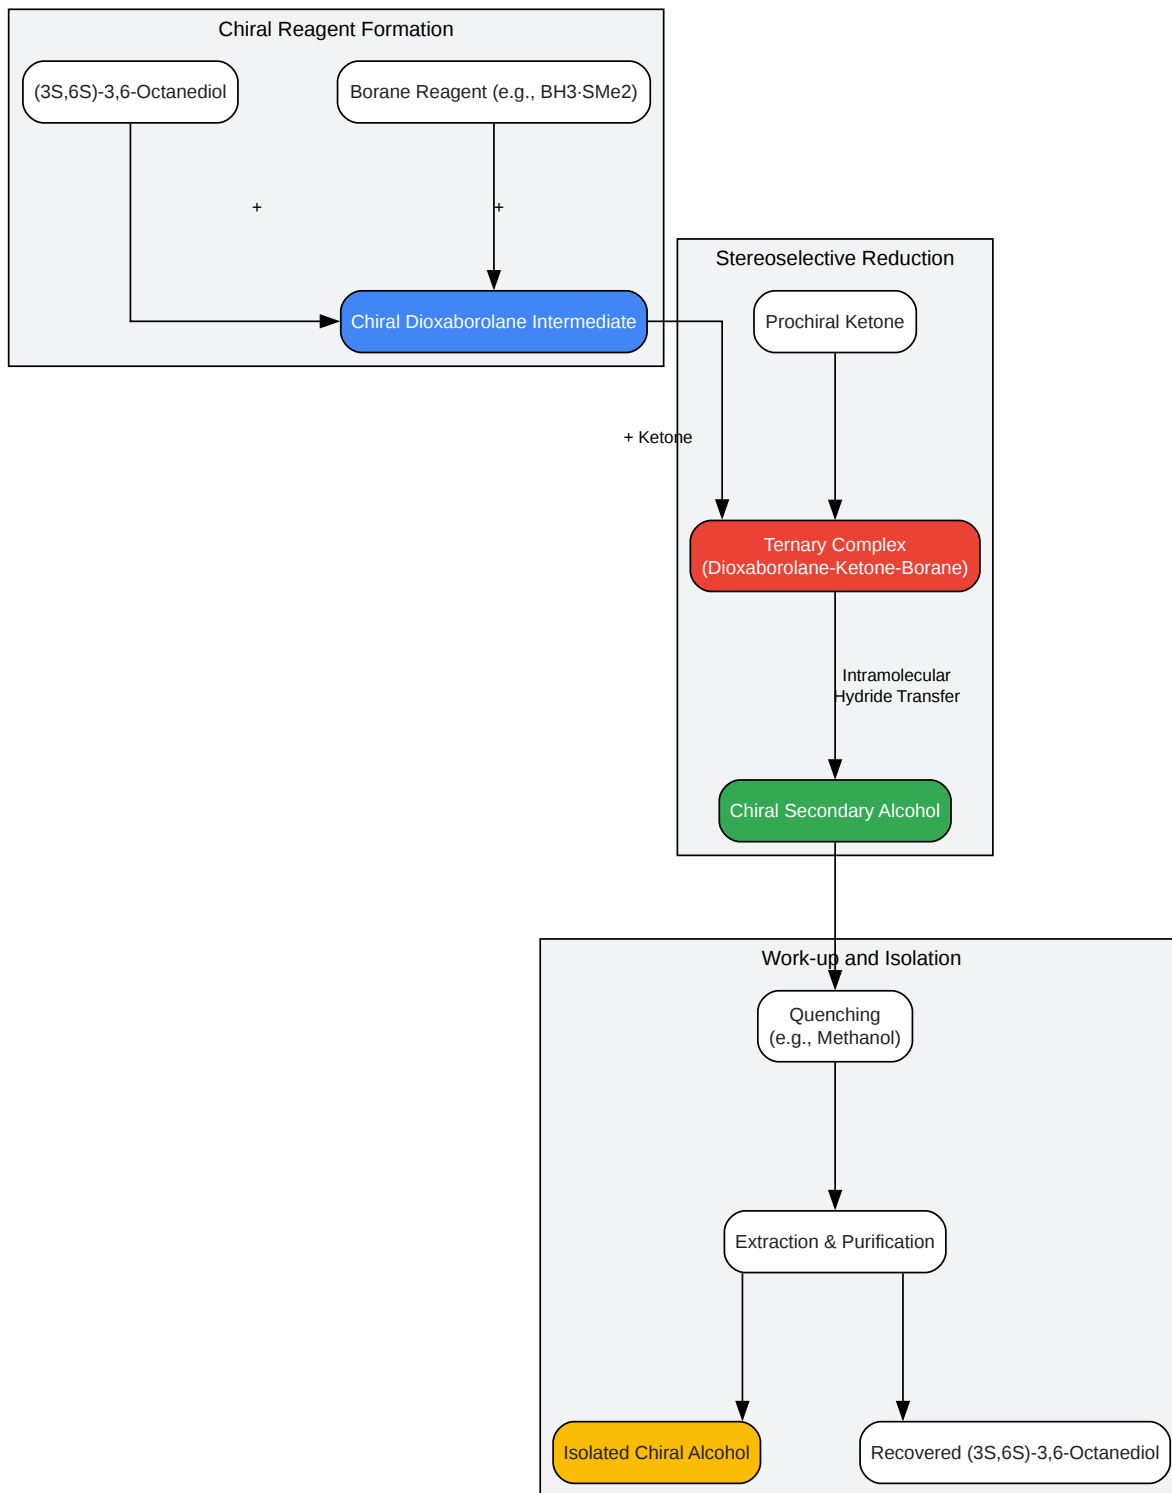 Chiral Reagent Formation
(3S,6S)-3,6-Octanediol
Borane Reagent (e.g., BH3·SMe2)
+
+
Chiral Dioxaborolane Intermediate
Stereoselective Reduction
Prochiral Ketone
+ Ketone
Ternary Complex
(Dioxaborolane-Ketone-Borane)
Intramolecular
Hydride Transfer
Chiral Secondary Alcohol
Work-up and Isolation
Quenching
(e.g., Methanol)
Extraction & Purification
Isolated Chiral Alcohol
Recovered (3S,6S)-3,6-Octanediol